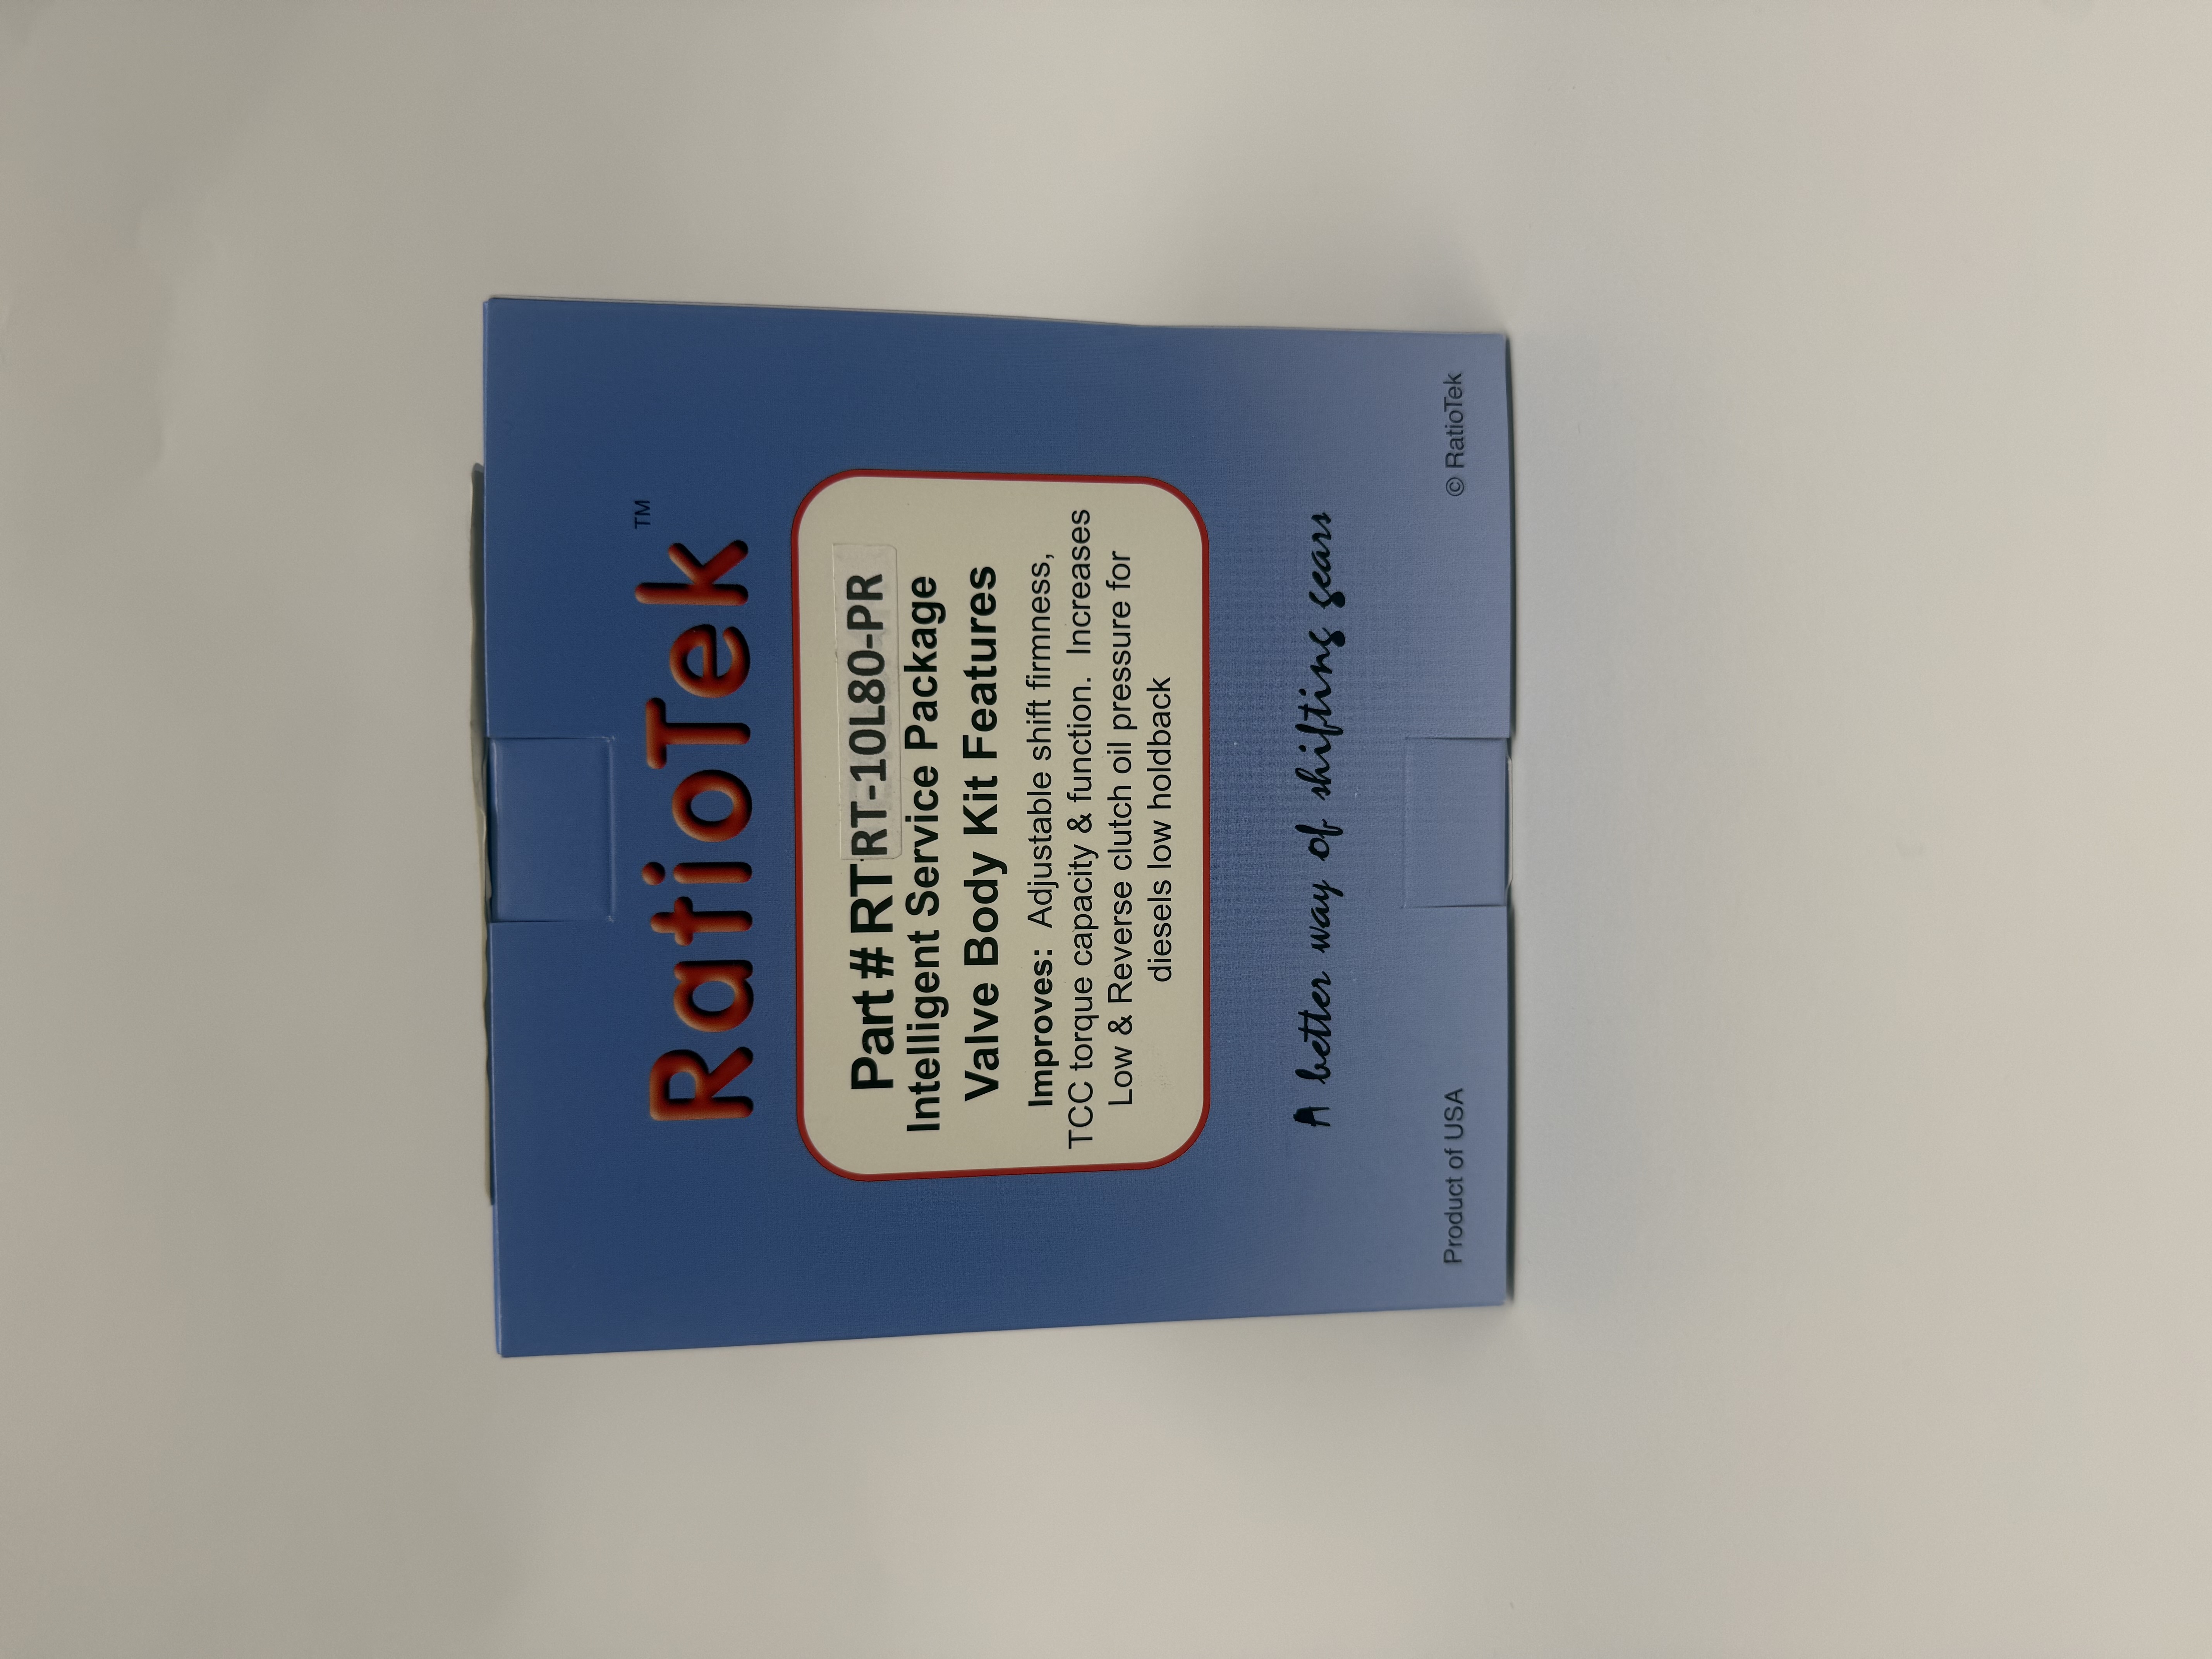 RatioTek™
Part # RTRT-10L80-PR
Intelligent Service Package
Valve Body Kit Features
Improves: Adjustable shift firmness,
TCC torque capacity & function. Increases
Low & Reverse clutch oil pressure for
diesels low holdback
A better way of shifting gears
Product of USA
© RatioTek